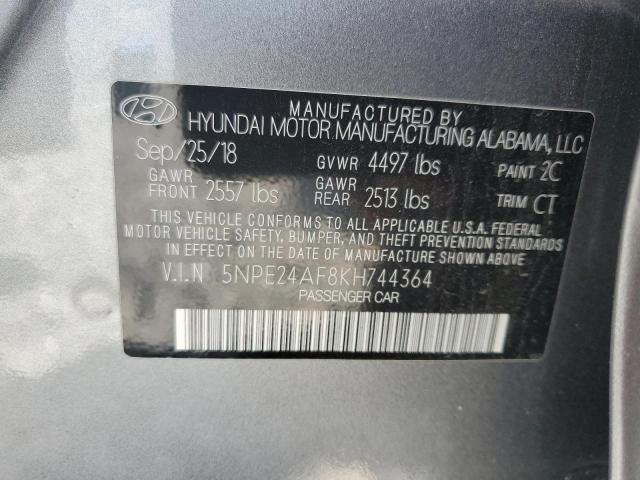 MANUFACTURED BY
HYUNDAI MOTOR MANUFACTURING ALABAMA, LLC
Sep/25/18 GVWR 4497 lbs PAINT 2C
GAWR FRONT 2557 lbs GAWR REAR 2513 lbs TRIM CT
THIS VEHICLE CONFORMS TO ALL APPLICABLE U.S.A. FEDERAL
MOTOR VEHICLE SAFETY, BUMPER, AND THEFT PREVENTION STANDARDS
IN EFFECT ON THE DATE OF MANUFACTURE SHOWN ABOVE.
V.I.N 5NPE24AF8KH744364
PASSENGER CAR